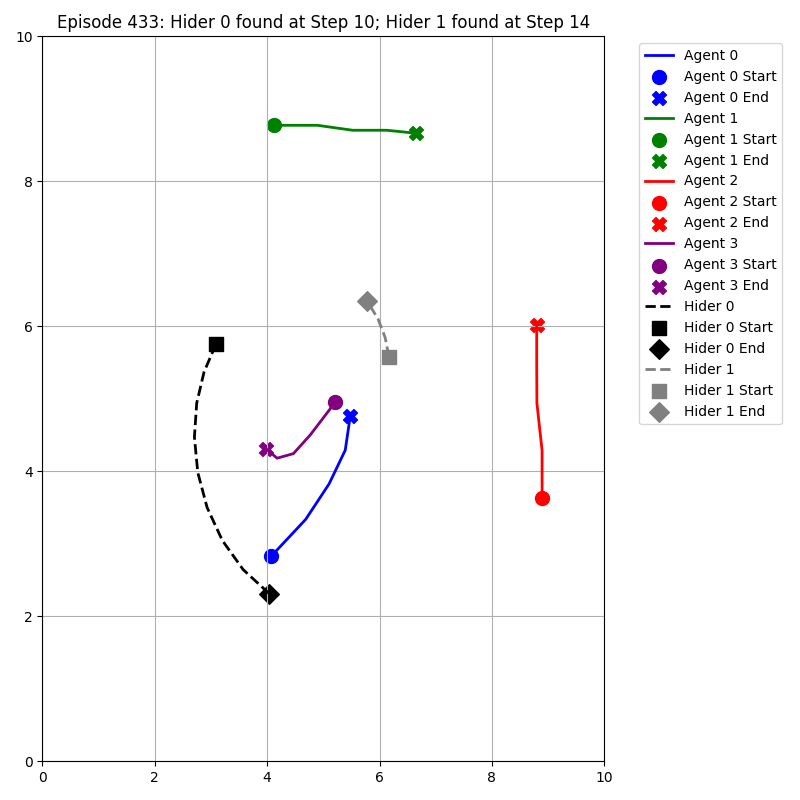 Episode 433: Hider 0 found at Step 10; Hider 1 found at Step 14
10
8
6
4
2
0
0 2 4 6 8 10
Agent 0
Agent 0 Start
Agent 0 End
Agent 1
Agent 1 Start
Agent 1 End
Agent 2
Agent 2 Start
Agent 2 End
Agent 3
Agent 3 Start
Agent 3 End
Hider 0
Hider 0 Start
Hider 0 End
Hider 1
Hider 1 Start
Hider 1 End